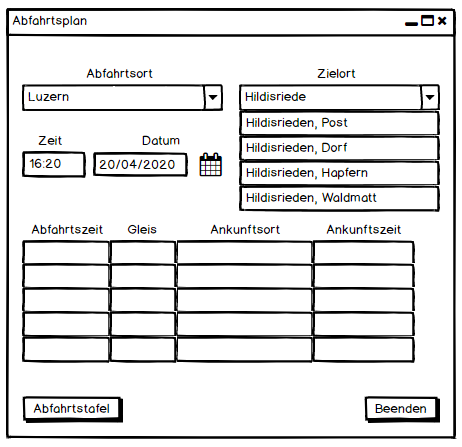 Abfahrtsplan
Abfahrtsort
Zielort
Luzern
Hildisriede
Hildisrieden, Post
Hildisrieden, Dorf
Hildisrieden, Hapfern
Hildisrieden, Waldmatt
Zeit
Datum
16:20
20/04/2020
Abfahrtszeit Gleis Ankunftsort Ankunftszeit
Abfahrtstafel
Beenden